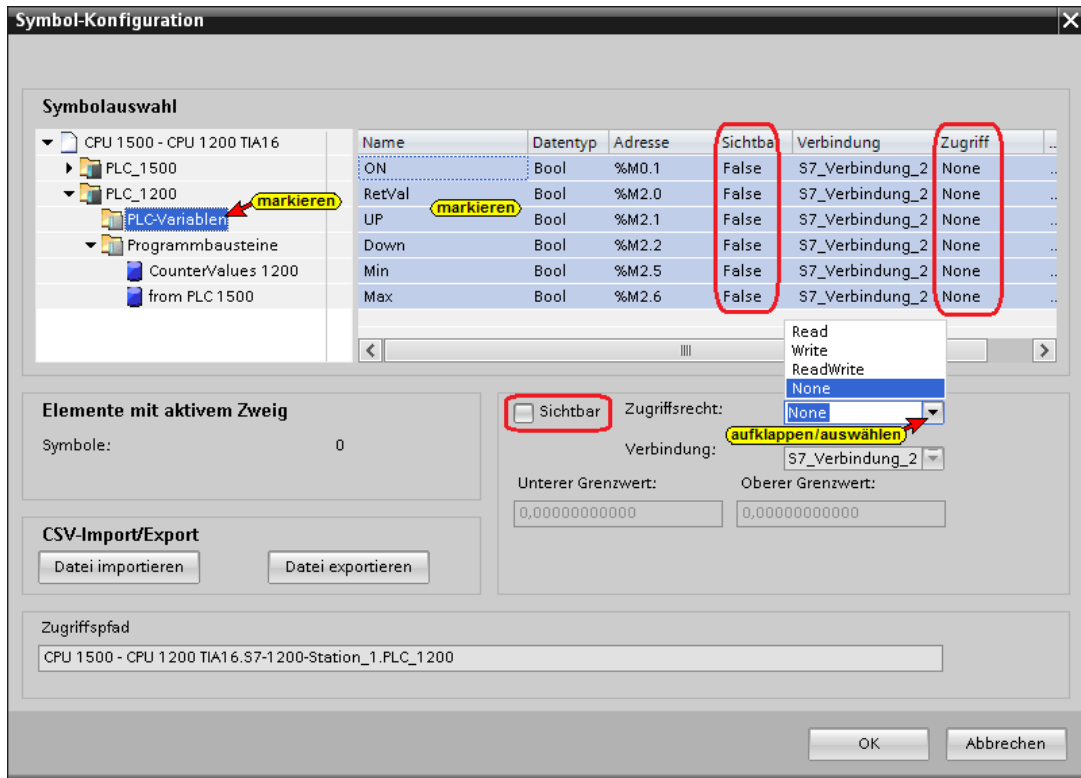 Symbol-Konfiguration
Symbolauswahl
CPU 1500 - CPU 1200 TIA16
PLC_1500
PLC_1200
markieren
PLC-Variablen
Programmbausteine
CounterValues 1200
from PLC 1500
Name Datentyp Adresse Sichtba Verbindung Zugriff ..
ON Bool %M0.1 False S7_Verbindung_2 None ..
RetVal Bool %M2.0 False S7_Verbindung_2 None ..
markieren
UP Bool %M2.1 False S7_Verbindung_2 None ..
Down Bool %M2.2 False S7_Verbindung_2 None ..
Min Bool %M2.5 False S7_Verbindung_2 None ..
Max Bool %M2.6 False S7_Verbindung_2 None ..
Read
Write
ReadWrite
None
Elemente mit aktivem Zweig
Symbole: 0
Sichtbar Zugriffsrecht: None
aufklappen/auswählen
Verbindung: S7_Verbindung_2
Unterer Grenzwert: Oberer Grenzwert:
0,00000000000 0,00000000000
CSV-Import/Export
Datei importieren Datei exportieren
Zugriffspfad
CPU 1500 - CPU 1200 TIA16.S7-1200-Station_1.PLC_1200
OK Abbrechen